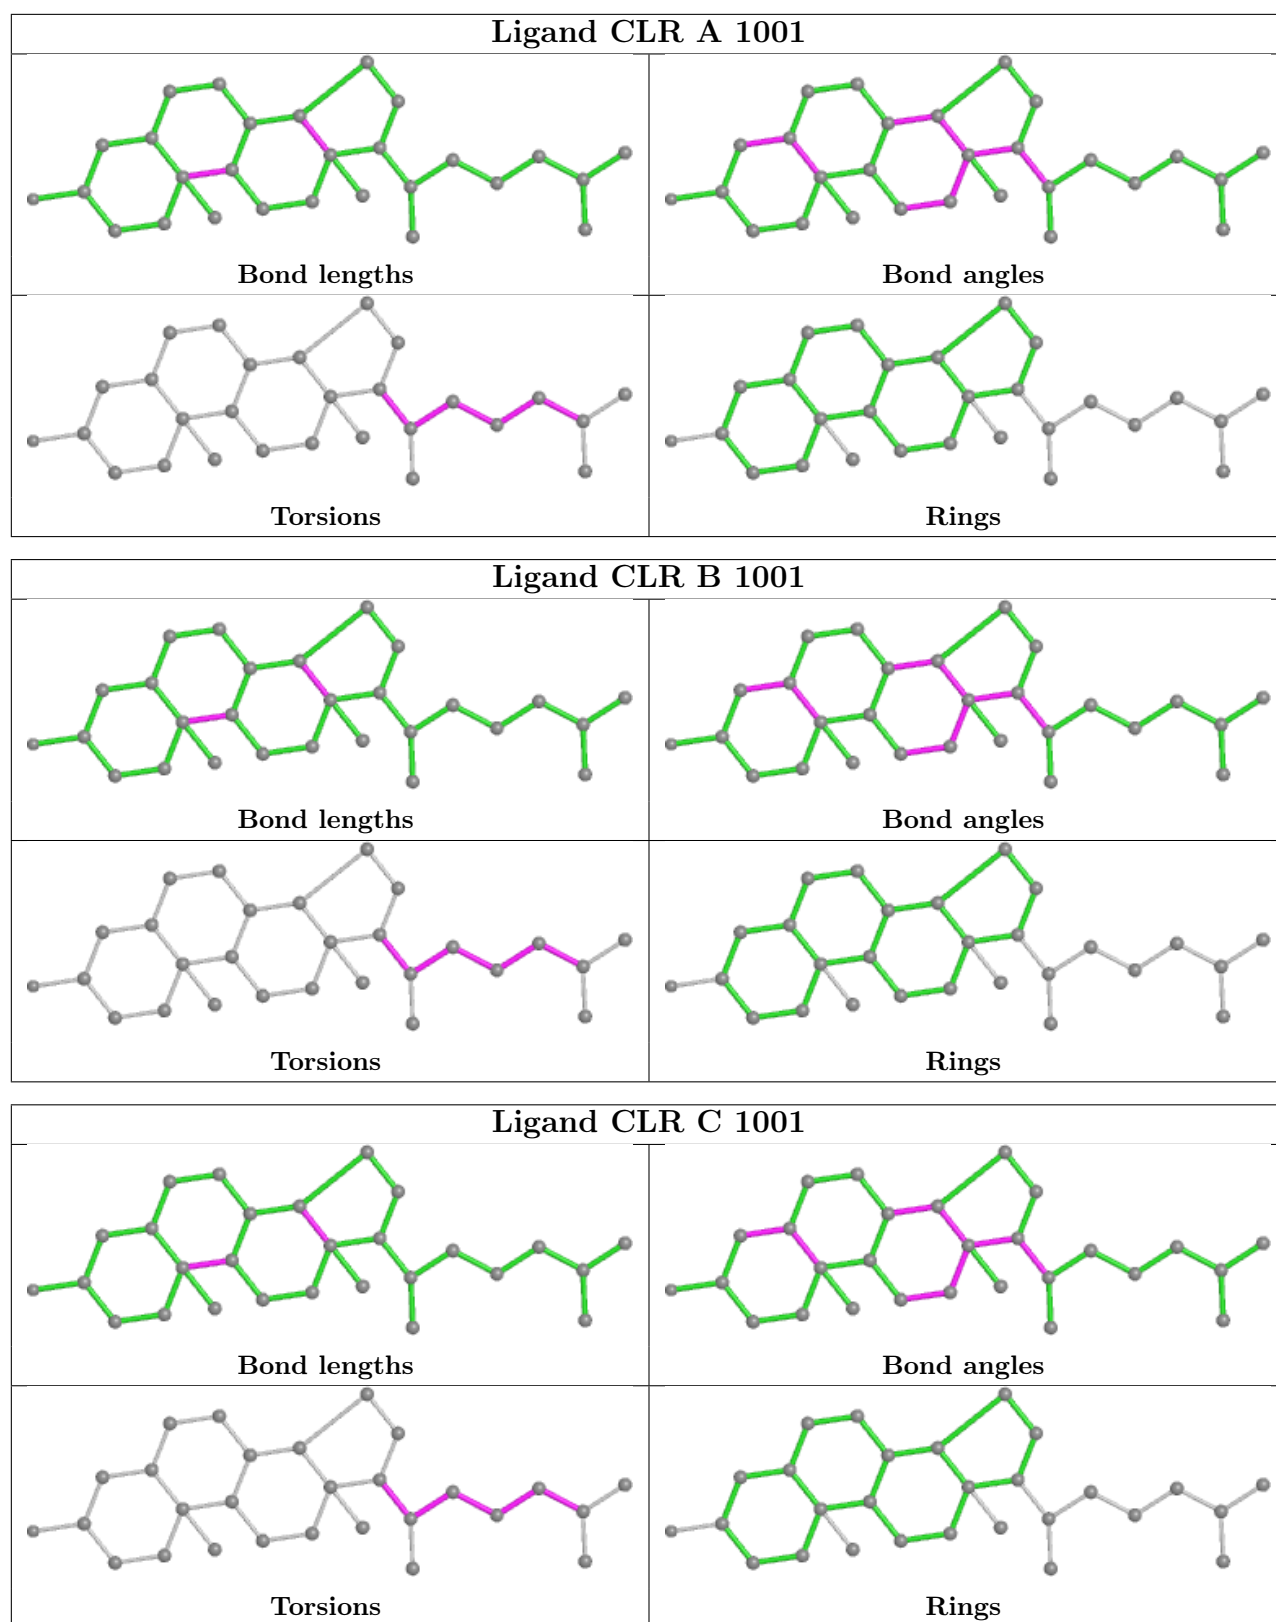 Ligand CLR A 1001
Bond lengths
Bond angles
Torsions
Rings
Ligand CLR B 1001
Bond lengths
Bond angles
Torsions
Rings
Ligand CLR C 1001
Bond lengths
Bond angles
Torsions
Rings